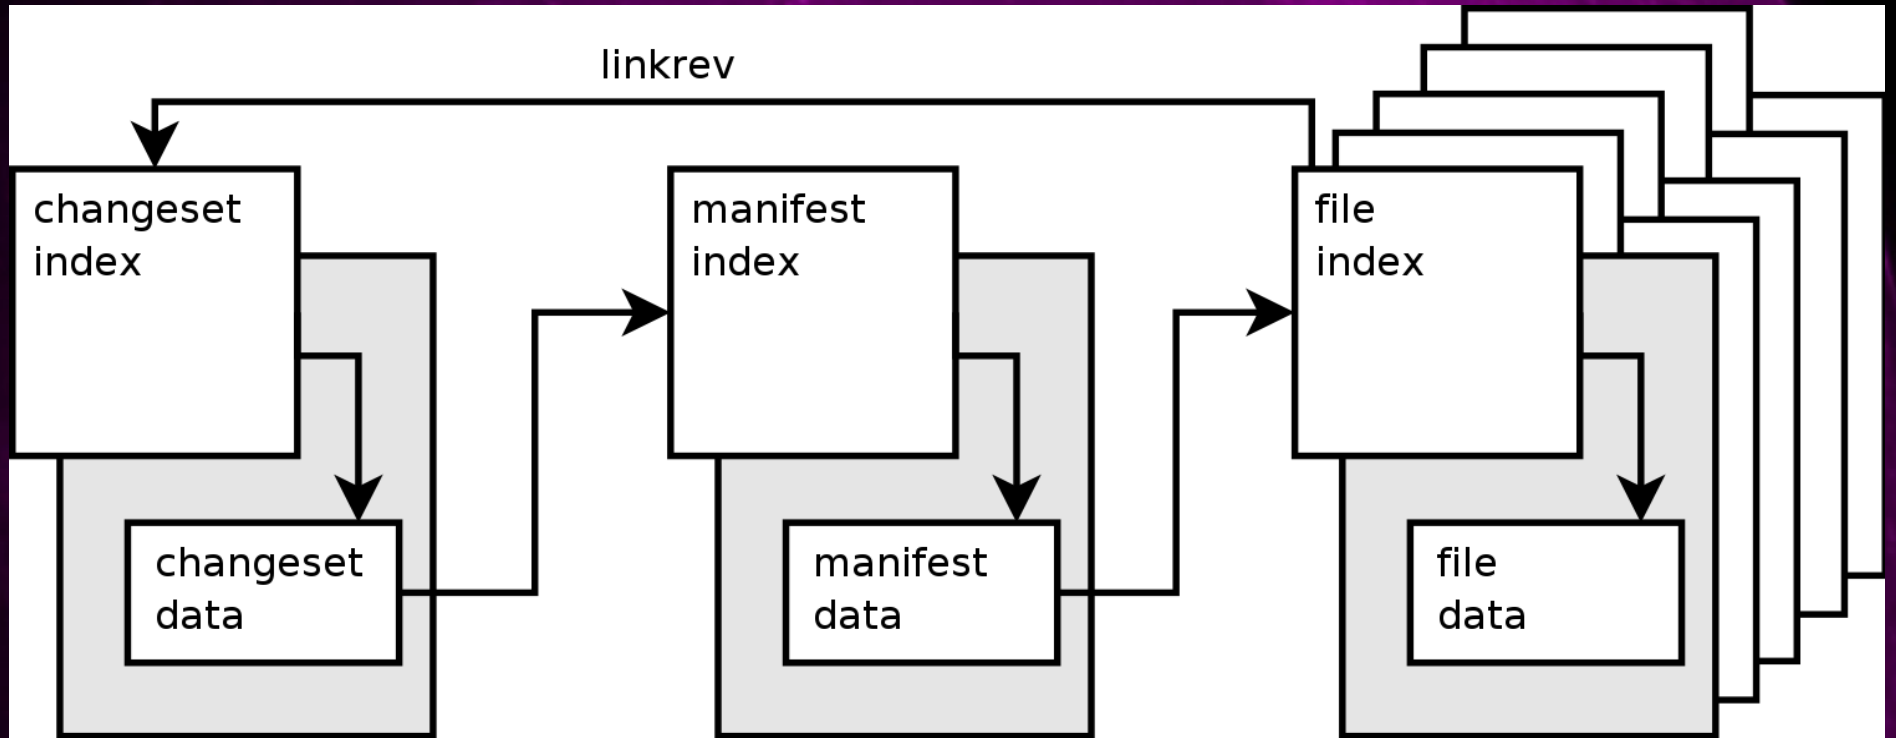 linkrev
changeset
index
manifest
index
file
index
changeset
data
manifest
data
file
data